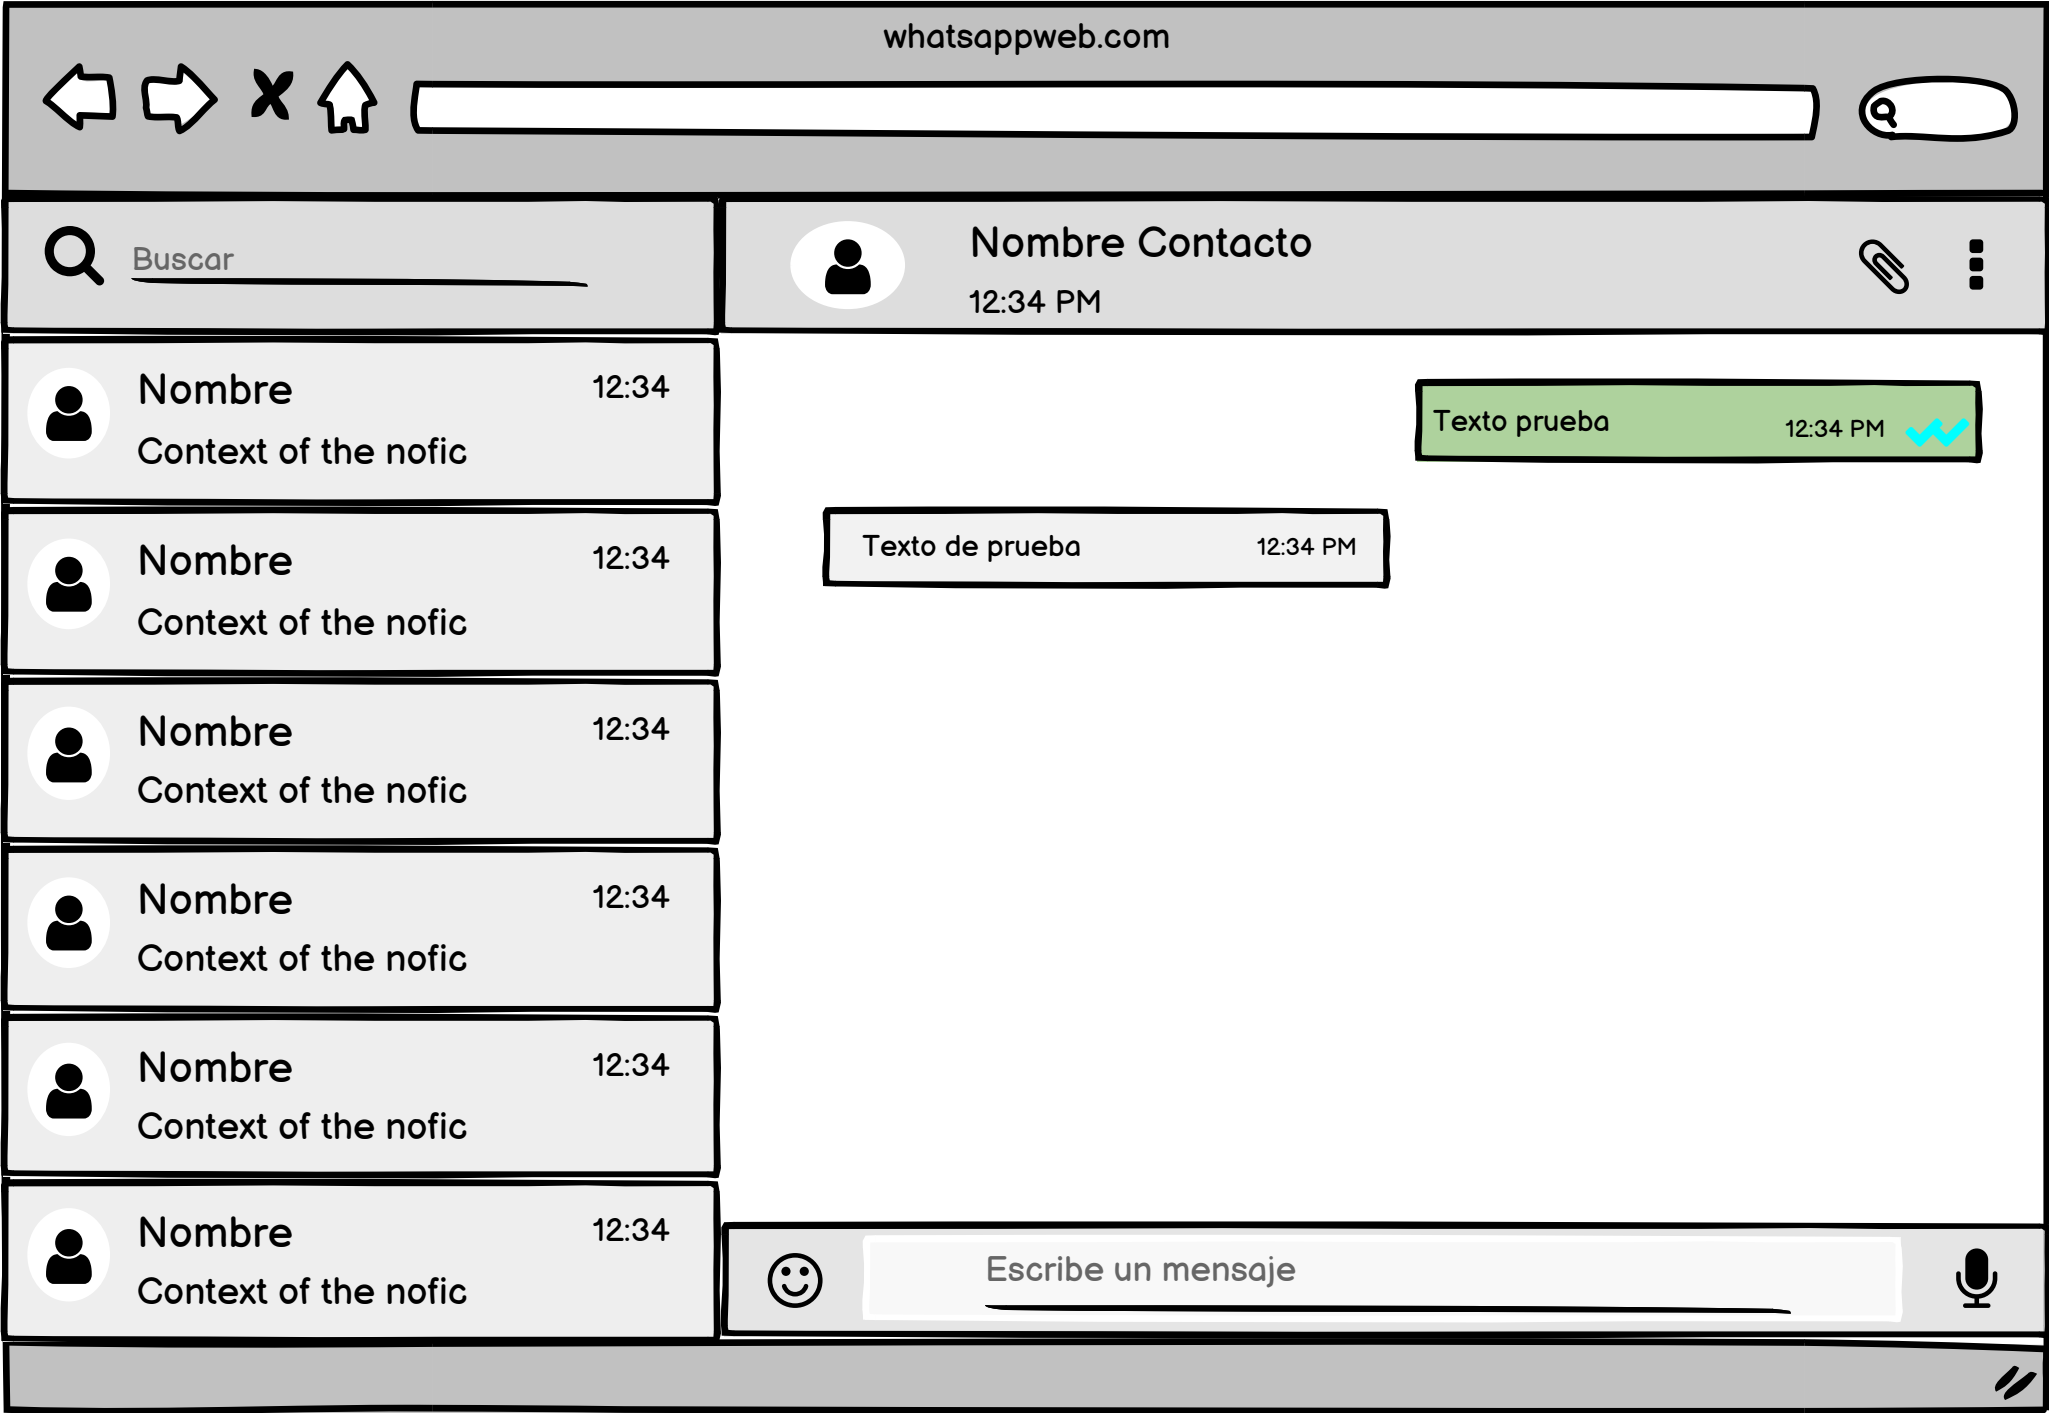 whatsappweb.com
Buscar
Nombre Contacto
12:34 PM
Nombre 12:34
Context of the nofic
Nombre 12:34
Context of the nofic
Nombre 12:34
Context of the nofic
Nombre 12:34
Context of the nofic
Nombre 12:34
Context of the nofic
Nombre 12:34
Context of the nofic
Texto prueba 12:34 PM
Texto de prueba 12:34 PM
Escribe un mensaje